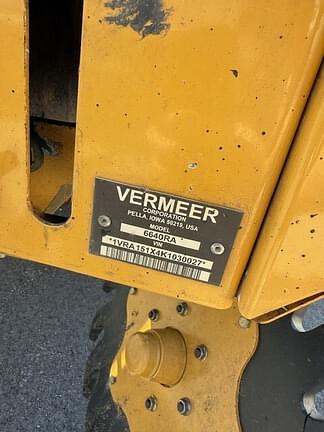 VERMEER
CORPORATION
PELLA, IOWA 50219, USA
MODEL
6640RA
VIN
*1VRA151X4K1030027*